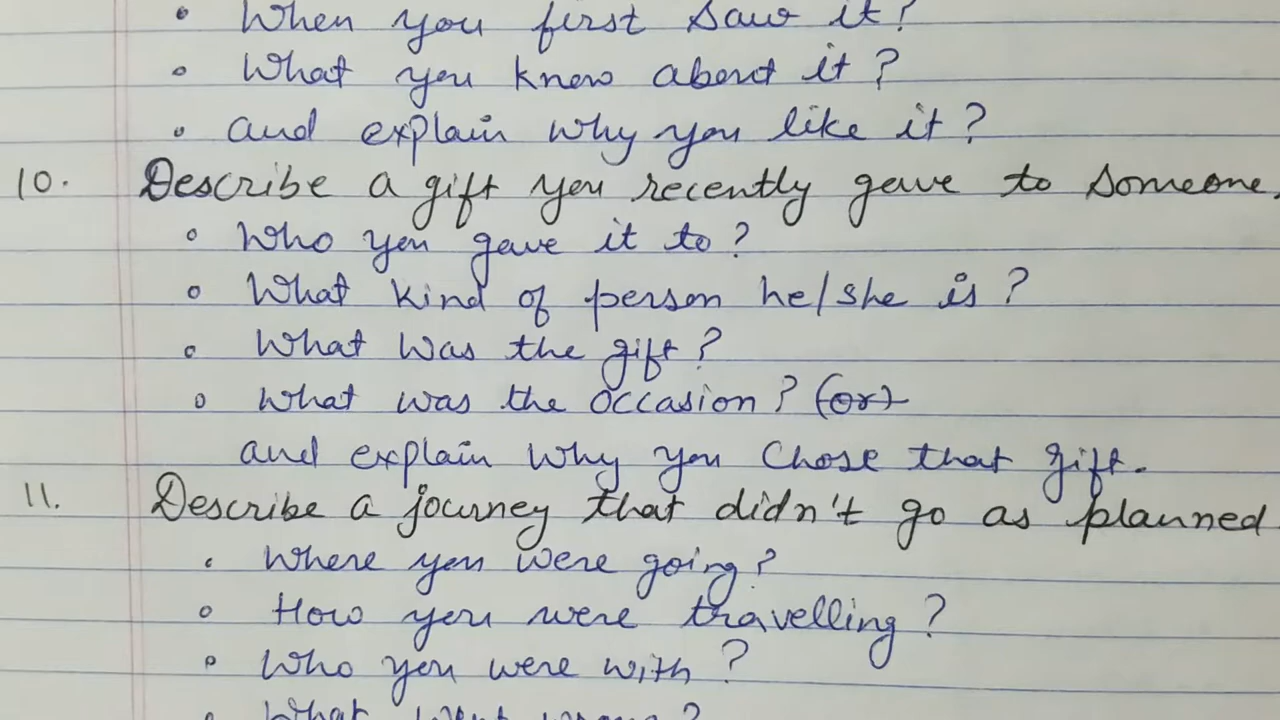 • When you first saw it?
• What you know about it?
• and explain why you like it?
10. Describe a gift you recently gave to someone.
• Who you gave it to?
• What kind of person he/she is?
• What was the gift?
• What was the occasion? (or)
and explain why you chose that gift.
11. Describe a journey that didn't go as planned
• Where you were going?
• How you were travelling?
• Who you were with?
• What went wrong?